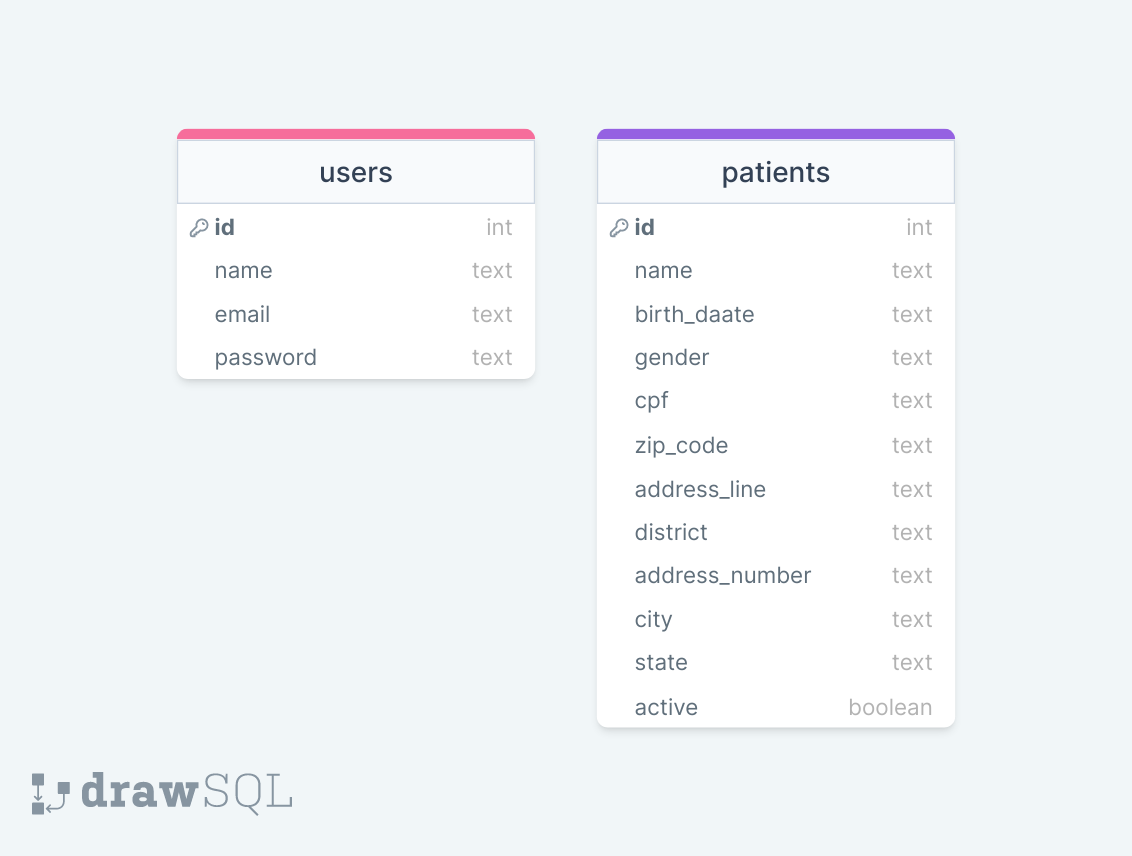 users
id int
name text
email text
password text
patients
id int
name text
birth_daate text
gender text
cpf text
zip_code text
address_line text
district text
address_number text
city text
state text
active boolean
drawSQL